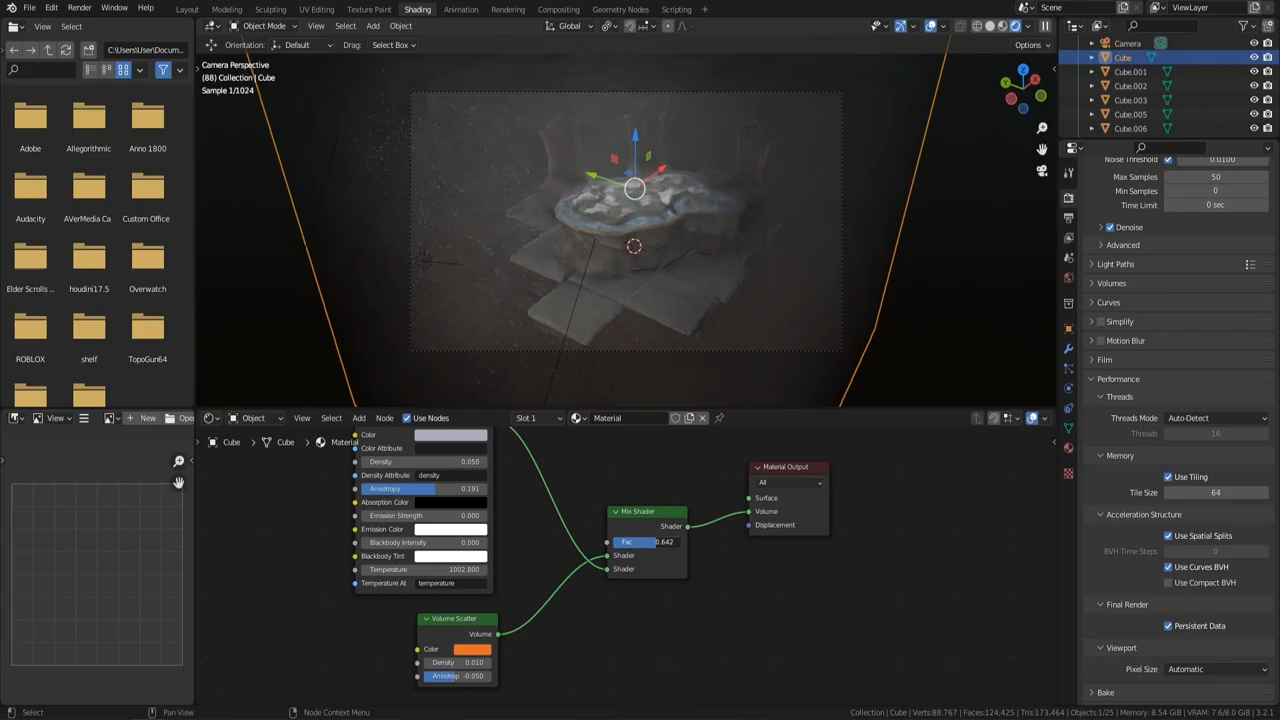 File Edit Render Window Help Layout Modeling Sculpting UV Editing Texture Paint Shading Animation Rendering Compositing Geometry Nodes Scripting Scene ViewLayer
View Select Object Mode View Select Add Object Global
C:\Users\User\Docum... Orientation: Default Drag: Select Box Options
Camera Perspective
(88) Collection | Cube
Sample 1/1024
Adobe Allegorithmic Anno 1800
Audacity AVerMedia Ca Custom Office
Elder Scrolls ... houdini17.5 Overwatch
ROBLOX shelf TopoGun64
Camera
Cube
Cube.001
Cube.002
Cube.003
Cube.005
Cube.006
Noise Threshold 0.0100
Max Samples 50
Min Samples 0
Time Limit 0 sec
Denoise
Advanced
Light Paths
Volumes
Curves
Simplify
Motion Blur
Film
Performance
Threads
Threads Mode Auto-Detect
Threads 16
Memory
Use Tiling
Tile Size 64
Acceleration Structure
Use Spatial Splits
BVH Time Steps 0
Use Curves BVH
Use Compact BVH
Final Render
Persistent Data
Viewport
Pixel Size Automatic
Bake
View New Open
Object View Select Add Node Use Nodes Slot 1 Material
Cube Cube Material
Color
Color Attribute
Density 0.050
Density Attribute density
Anisotropy 0.191
Absorption Color
Emission Strength 0.000
Emission Color
Blackbody Intensity 0.000
Blackbody Tint
Temperature 1002.800
Temperature At temperature
Volume Scatter
Volume
Color
Density 0.010
Anisotrop -0.050
Mix Shader
Shader
Fac 0.642
Shader
Shader
Material Output
All
Surface
Volume
Displacement
Select Pan View Node Context Menu Collection | Cube | Verts:88,767 | Faces:124,425 | Tris:173,464 | Objects:1/25 | Memory: 8.54 GiB | VRAM: 7.6/8.0 GiB | 3.2.1